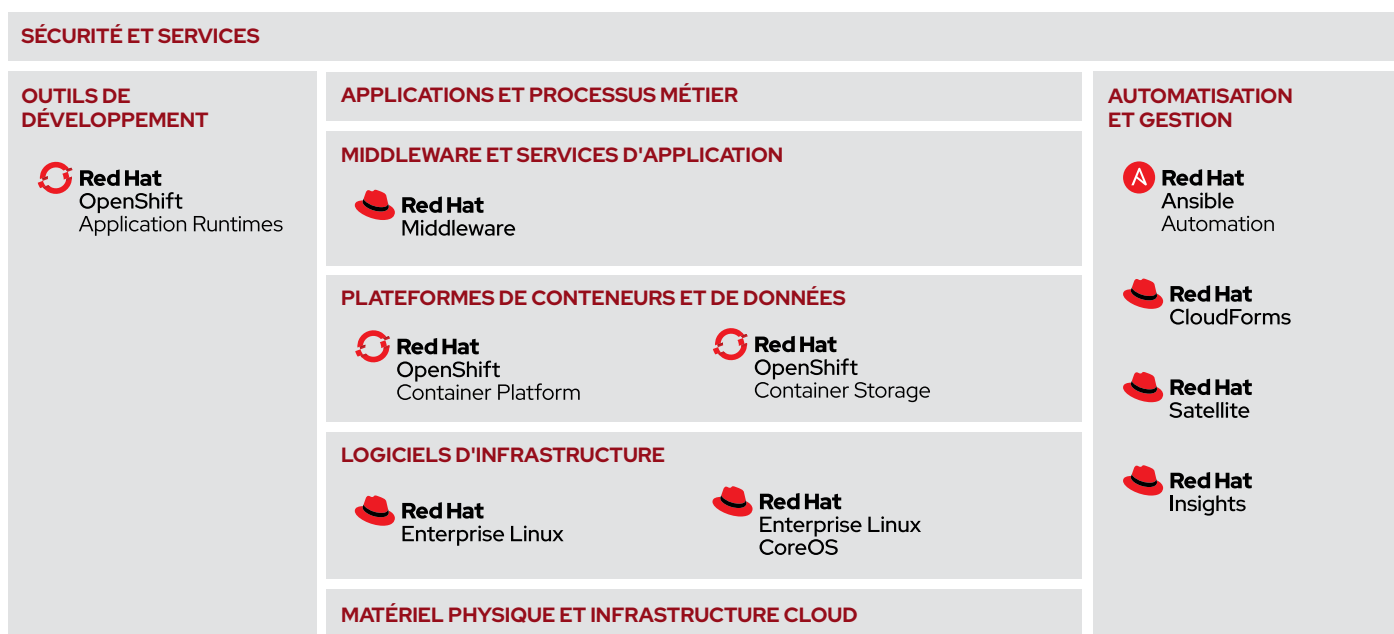 SÉCURITÉ ET SERVICES
OUTILS DE
DÉVELOPPEMENT
Red Hat
OpenShift
Application Runtimes
APPLICATIONS ET PROCESSUS MÉTIER
MIDDLEWARE ET SERVICES D'APPLICATION
Red Hat
Middleware
PLATEFORMES DE CONTENEURS ET DE DONNÉES
Red Hat
OpenShift
Container Platform
Red Hat
OpenShift
Container Storage
LOGICIELS D'INFRASTRUCTURE
Red Hat
Enterprise Linux
Red Hat
Enterprise Linux
CoreOS
MATÉRIEL PHYSIQUE ET INFRASTRUCTURE CLOUD
AUTOMATISATION
ET GESTION
Red Hat
Ansible
Automation
Red Hat
CloudForms
Red Hat
Satellite
Red Hat
Insights